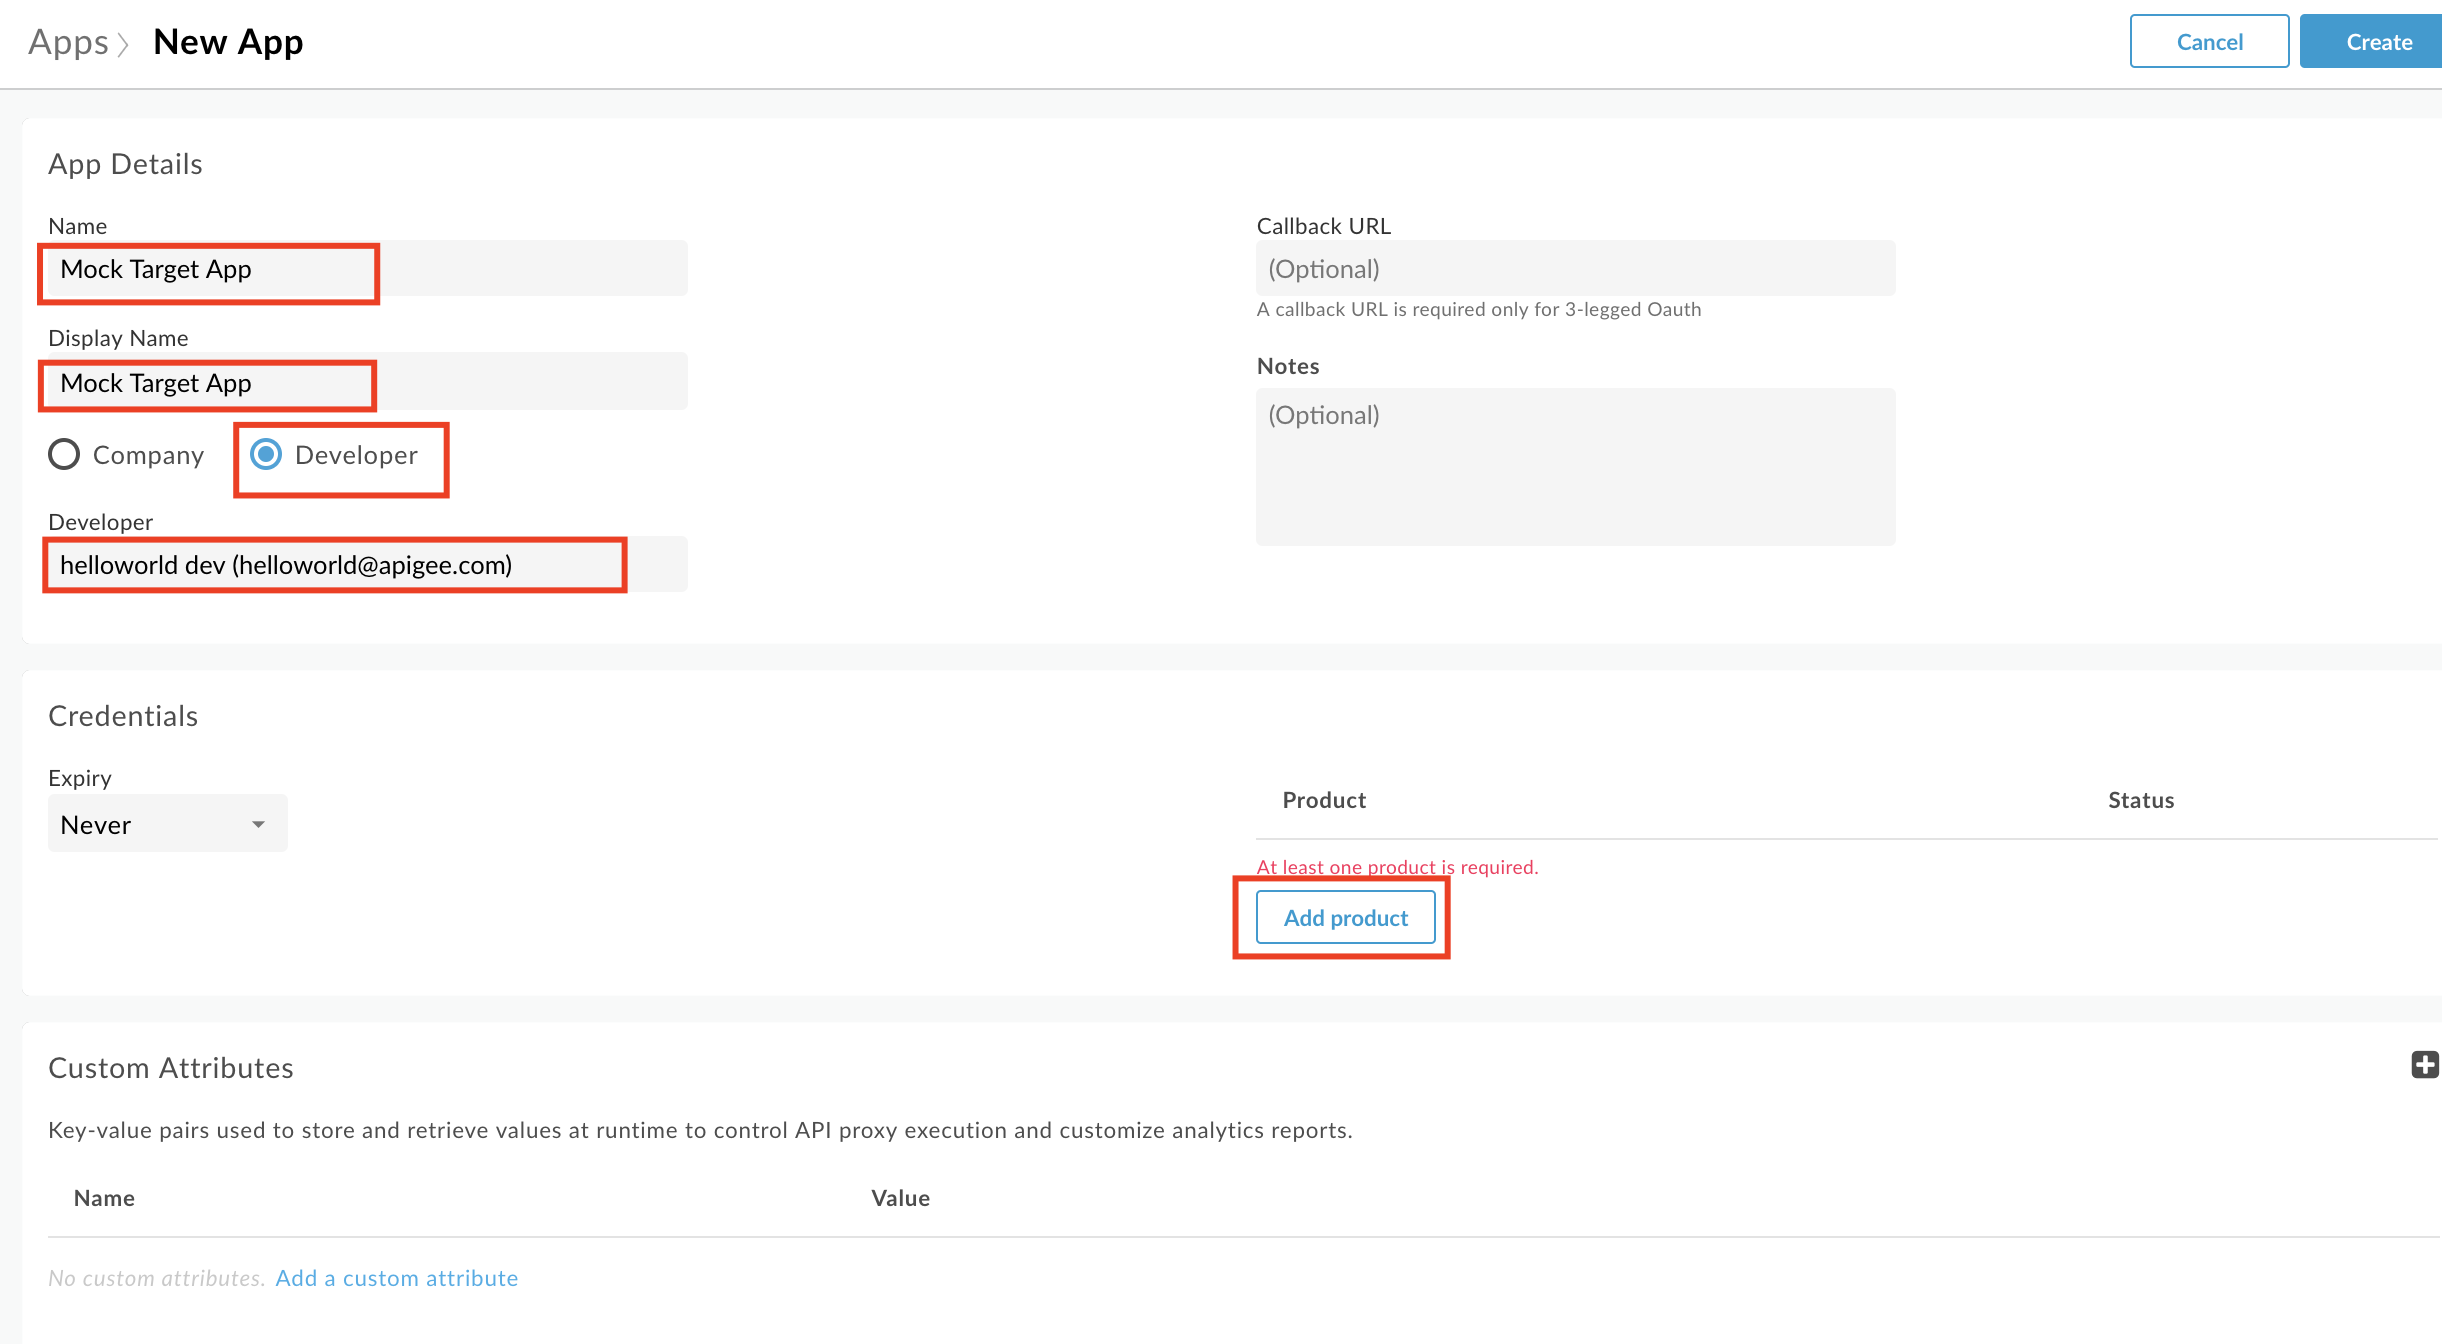 Apps > New App
Cancel
Create
App Details
Name
Mock Target App
Display Name
Mock Target App
Company
Developer
Developer
helloworld dev (helloworld@apigee.com)
Callback URL
(Optional)
A callback URL is required only for 3-legged Oauth
Notes
(Optional)
Credentials
Expiry
Never
Product
Status
At least one product is required.
Add product
Custom Attributes
Key-value pairs used to store and retrieve values at runtime to control API proxy execution and customize analytics reports.
Name
Value
No custom attributes. Add a custom attribute